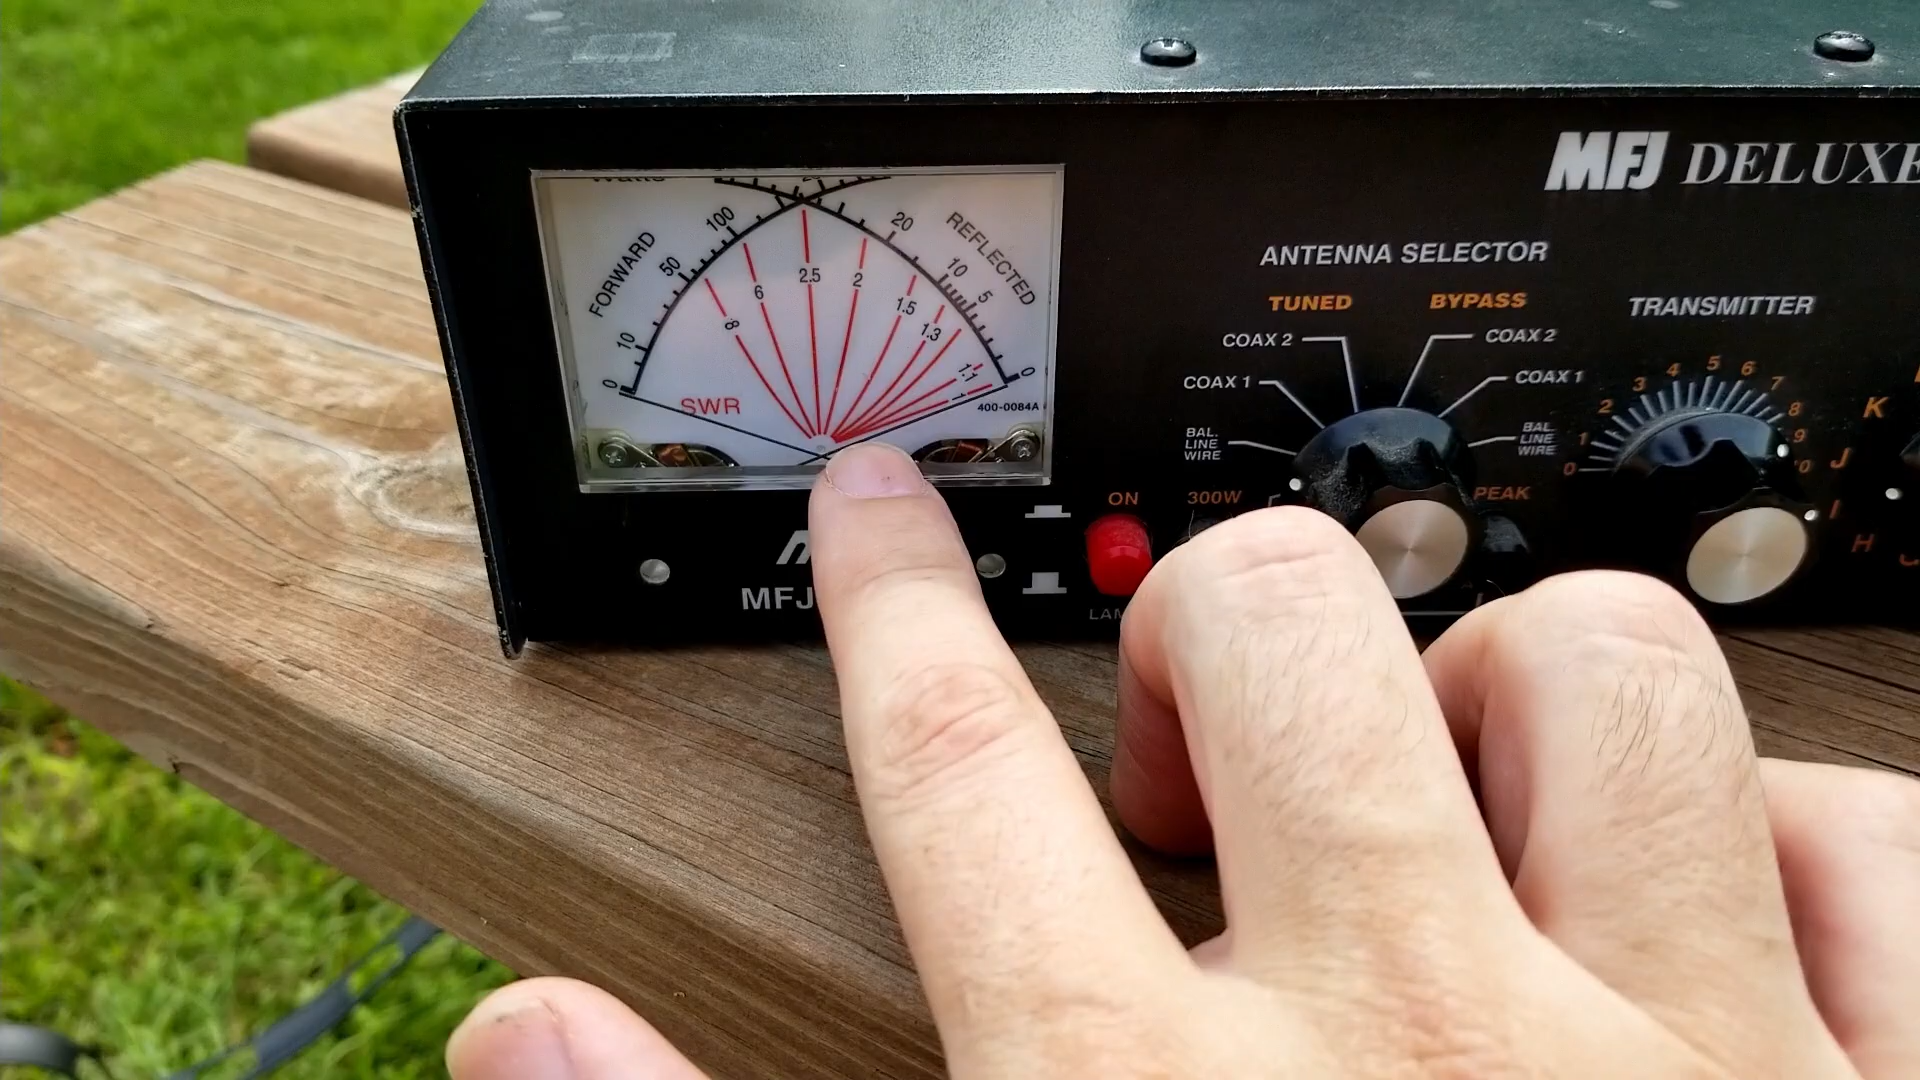 MFJ DELUXE
Watts
FORWARD
REFLECTED
0 10 50 100
20 10 5 0
8 6 2.5 2 1.5 1.3 1.1 1
SWR
400-0084A
MFJ
ANTENNA SELECTOR
TUNED
BYPASS
COAX 2
COAX 2
COAX 1
COAX 1
BAL.
LINE
WIRE
BAL.
LINE
WIRE
TRANSMITTER
0 1 2 3 4 5 6 7 8 9
ON
300W
PEAK
K
J
I
H